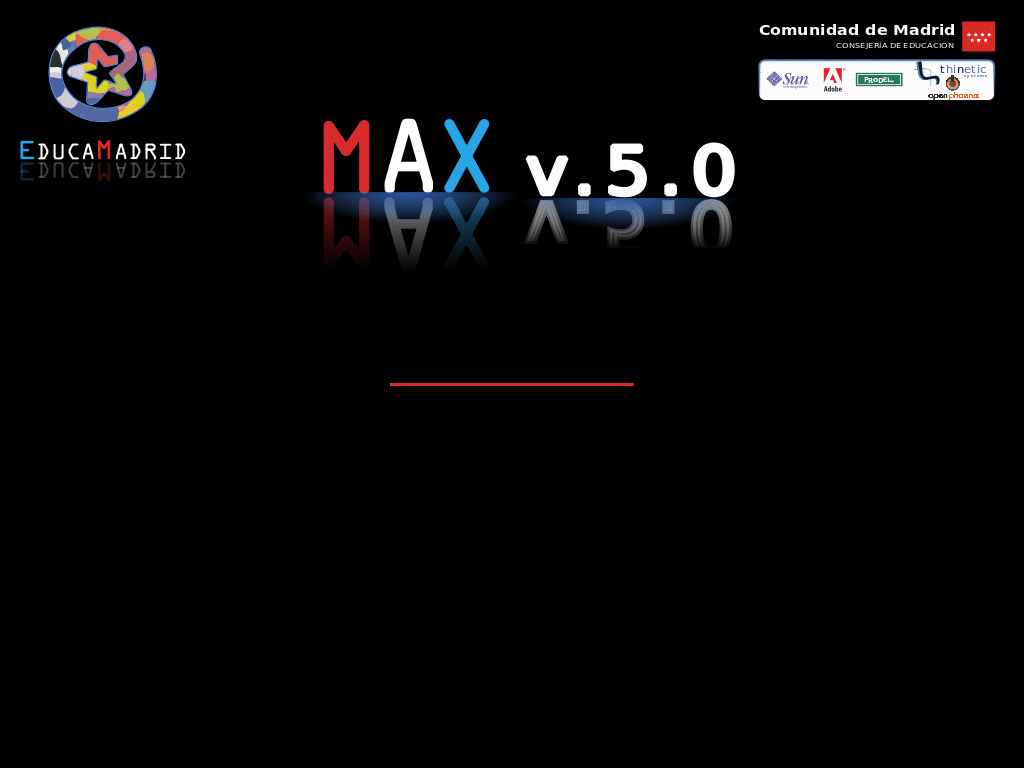 EDUCAMADRID
MAX v.5.0
Comunidad de Madrid
CONSEJERÍA DE EDUCACIÓN
Sun
microsystems
Adobe
PRODEL S.A.
thinetic
systems
open phoenix